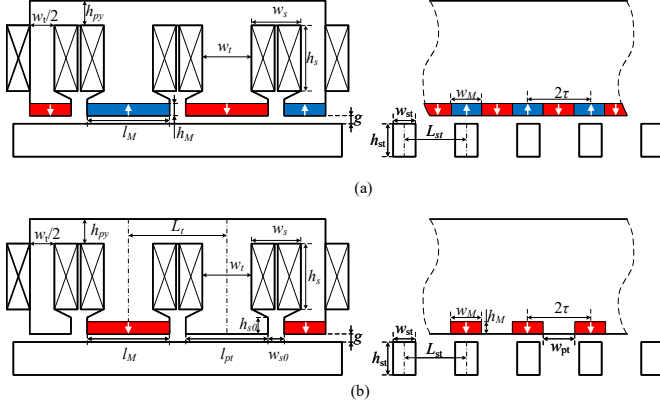 w_t/2 h_py w_s
w_t h_s w_M 2τ
l_M h_M g w_st h_st L_st
(a)
w_t/2 h_py L_t w_s
w_t h_s
h_s0 w_M h_M 2τ
l_M l_pt w_s0 g w_st h_st L_st w_pt
(b)